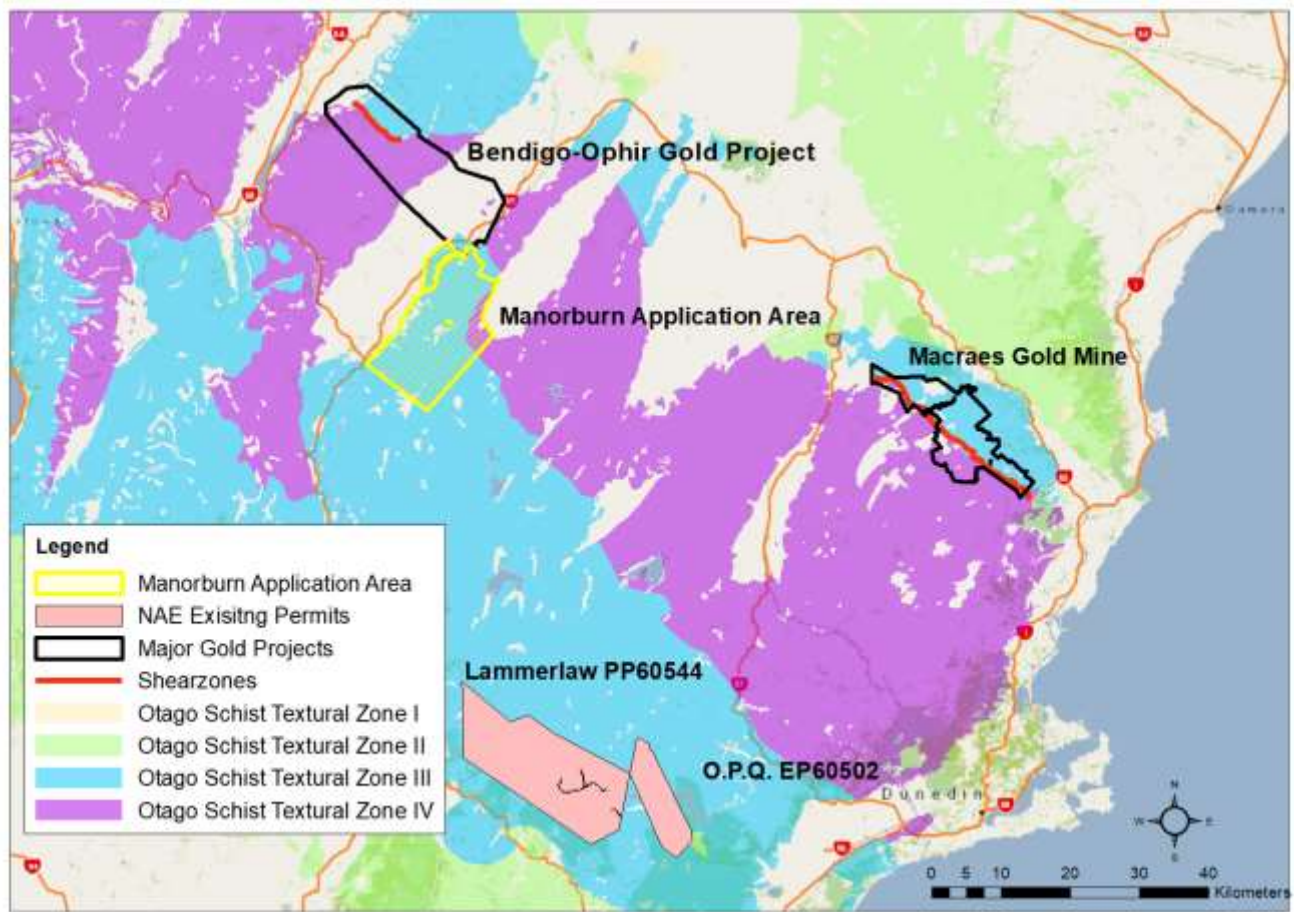 Bendigo-Ophir Gold Project
Manorburn Application Area
Macraes Gold Mine
Oamaru
Legend
Manorburn Application Area
NAE Exisitng Permits
Major Gold Projects
Shearzones
Otago Schist Textural Zone I
Otago Schist Textural Zone II
Otago Schist Textural Zone III
Otago Schist Textural Zone IV
Lammerlaw PP60544
O.P.Q. EP60502
Dunedin
N
W E
S
0 5 10 20 30 40
Kilometers